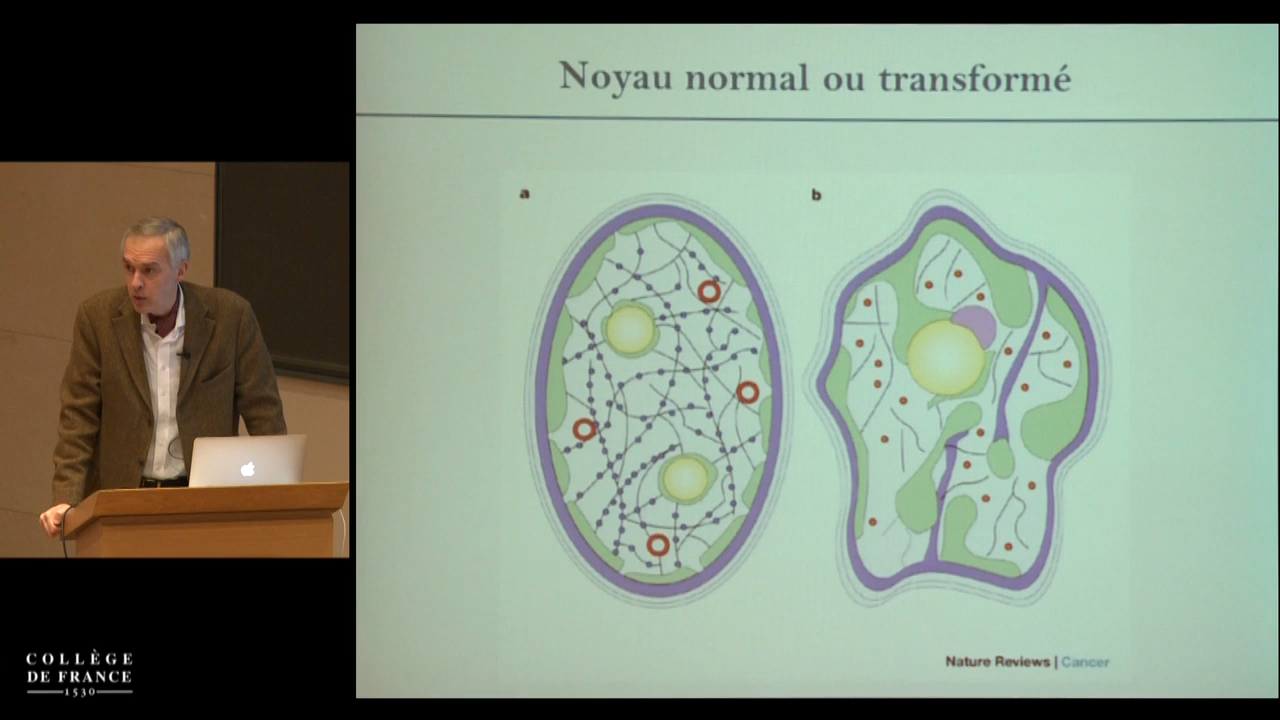 Noyau normal ou transformé
a
b
Nature Reviews | Cancer
COLLÈGE
DE FRANCE
1530